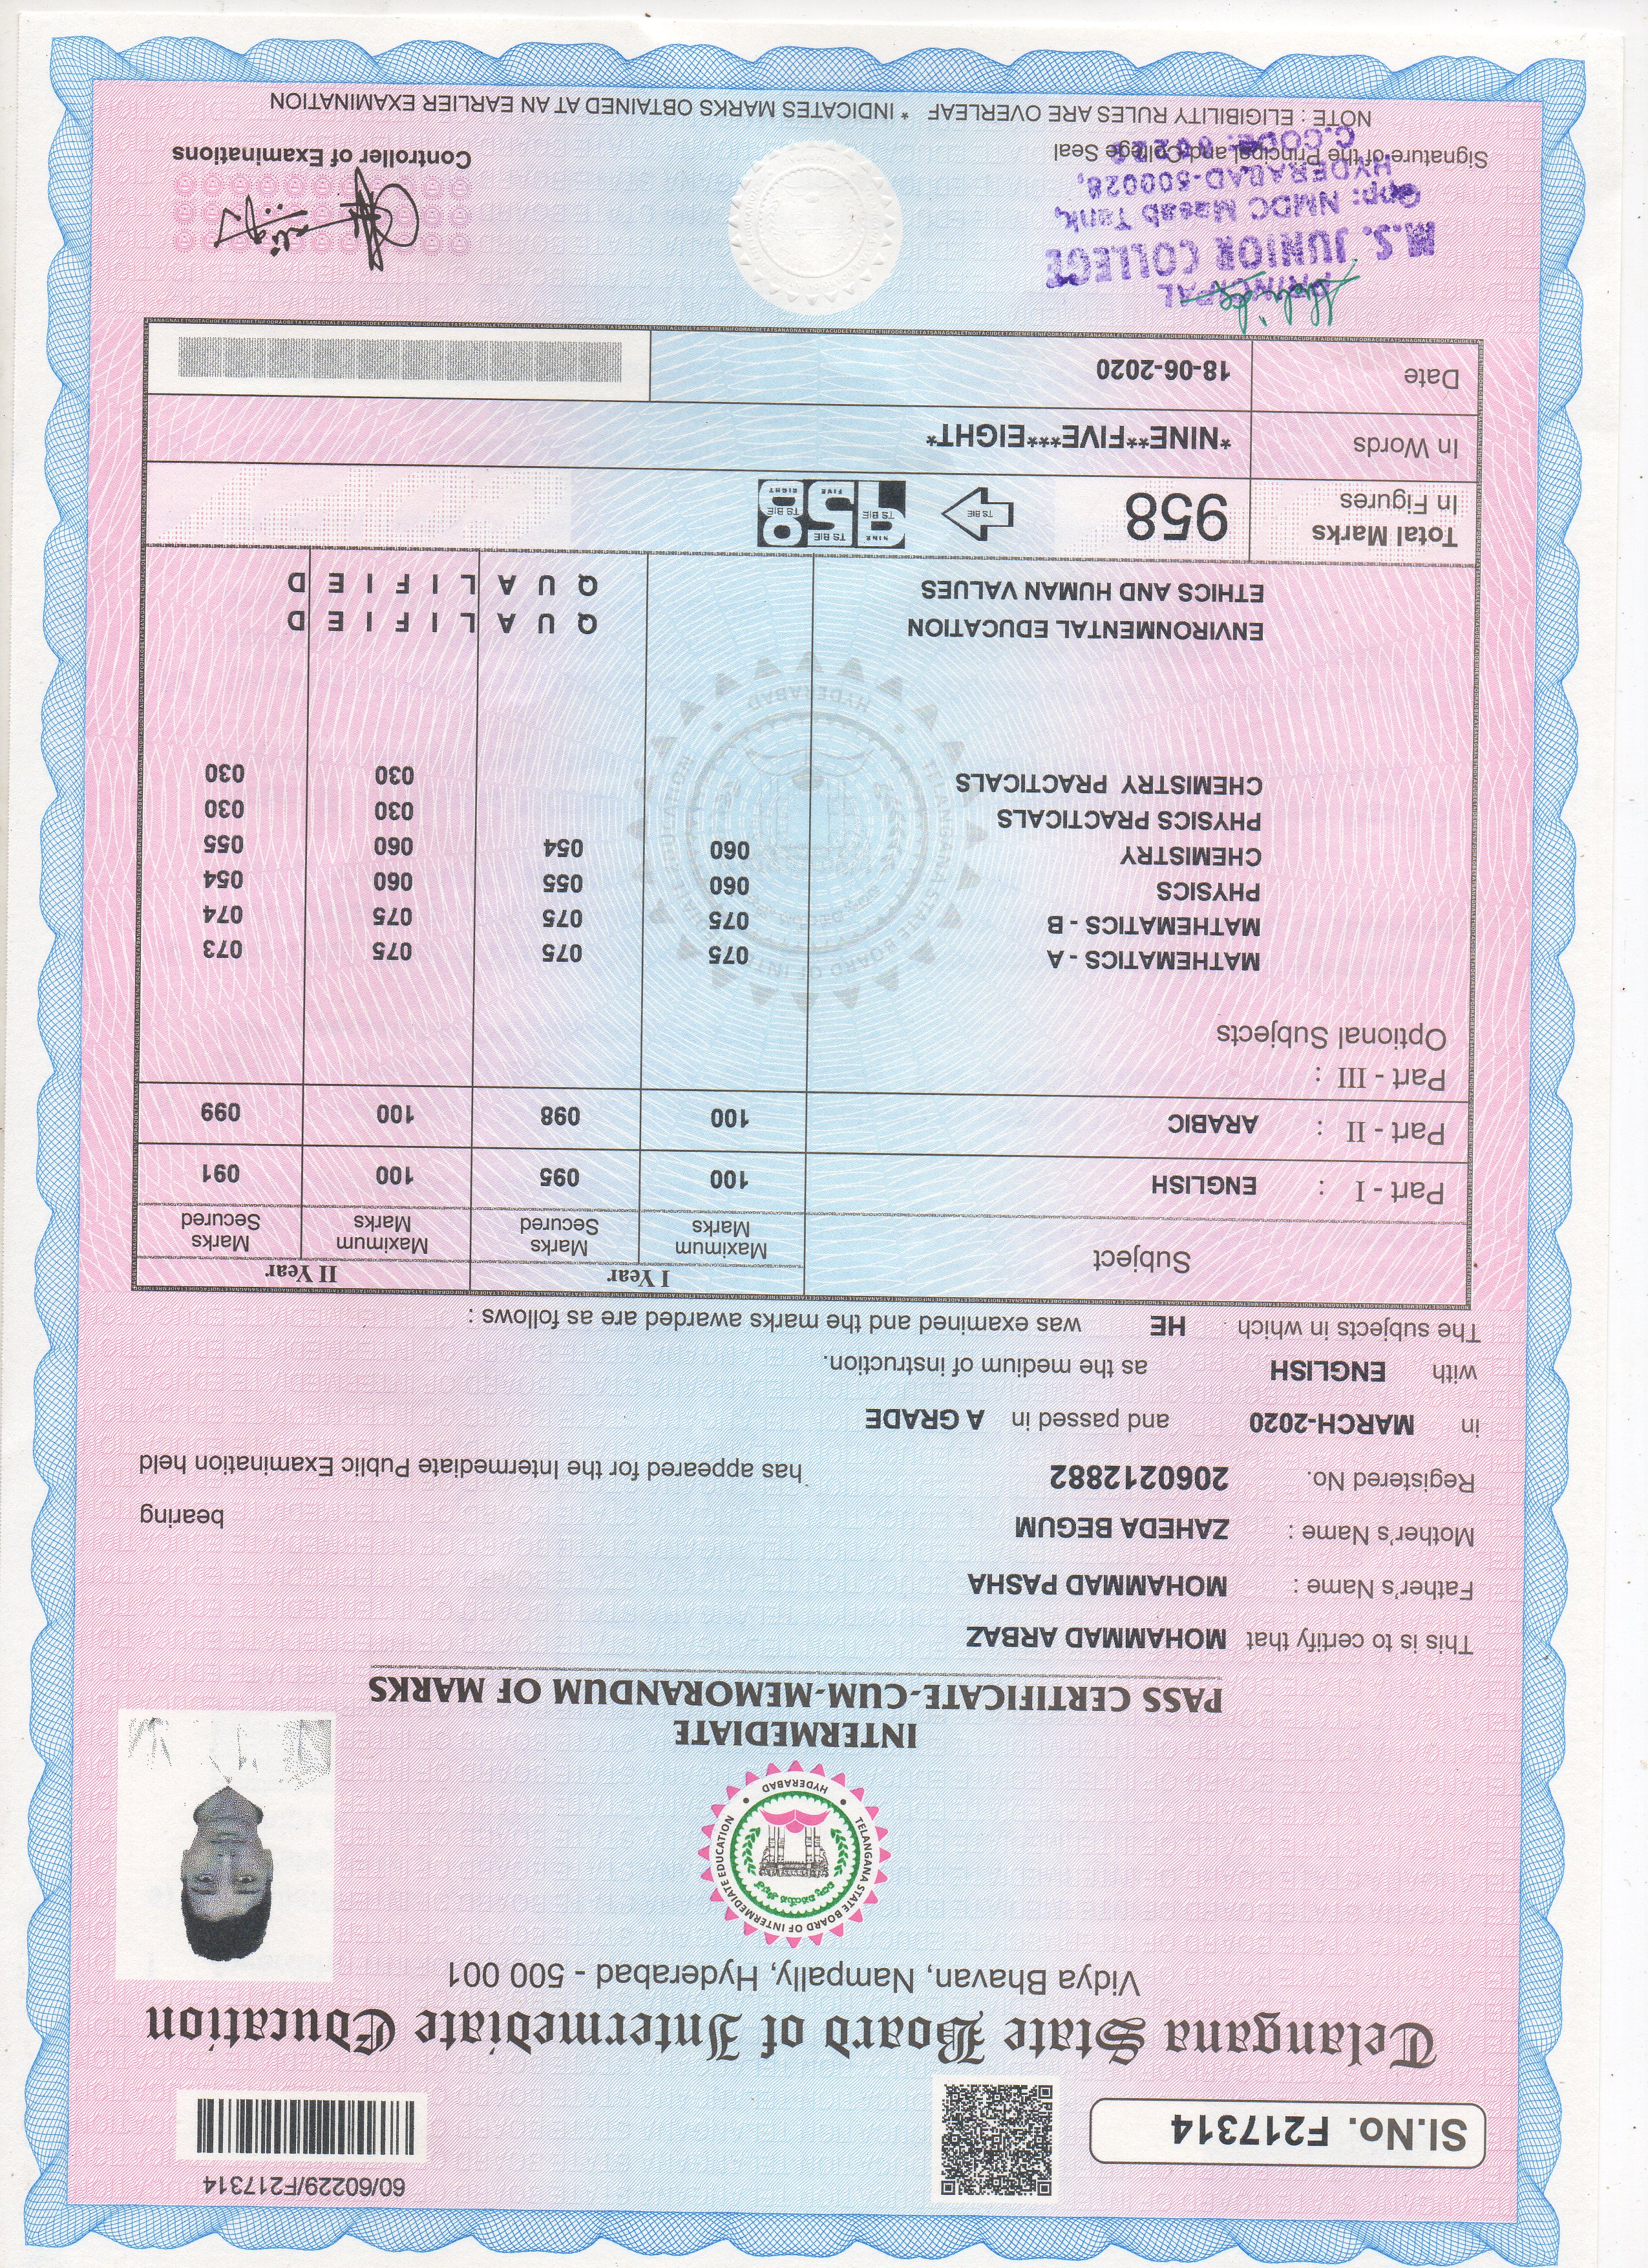 60/60229/F217314
Sl.No. F217314
Telangana State Board of Intermediate Education
Vidya Bhavan, Nampally, Hyderabad - 500 001
TELANGANA STATE BOARD OF INTERMEDIATE EDUCATION
HYDERABAD
INTERMEDIATE
PASS CERTIFICATE-CUM-MEMORANDUM OF MARKS
This is to certify that MOHAMMAD ARBAZ
Father's Name : MOHAMMAD PASHA
Mother's Name : ZAHEDA BEGUM bearing
Registered No. 2060212882 has appeared for the Intermediate Public Examination held
in MARCH-2020 and passed in A GRADE
with ENGLISH as the medium of instruction.
The subjects in which HE was examined and the marks awarded are as follows :
Subject I Year II Year
Maximum Marks Marks Secured Maximum Marks Marks Secured
Part - I : ENGLISH 100 095 100 091
Part - II : ARABIC 100 098 100 099
Part - III :
Optional Subjects
MATHEMATICS - A 075 075 075 073
MATHEMATICS - B 075 075 075 074
PHYSICS 060 055 060 054
CHEMISTRY 060 054 060 055
PHYSICS PRACTICALS 030 030
CHEMISTRY PRACTICALS 030 030
ENVIRONMENTAL EDUCATION QUALIFIED
ETHICS AND HUMAN VALUES QUALIFIED
Total Marks
In Figures 958 TS BIE 958
NINE TS BIE TS BIE FIVE TS BIE EIGHT
In Words *NINE**FIVE***EIGHT*
Date 18-06-2020
PRINCIPAL
M.S. JUNIOR COLLEGE
Opp: NMDC Masab Tank,
HYDERABAD-500028,
C.CODE:
Signature of the Principal and College Seal
Controller of Examinations
NOTE : ELIGIBILITY RULES ARE OVERLEAF * INDICATES MARKS OBTAINED AT AN EARLIER EXAMINATION